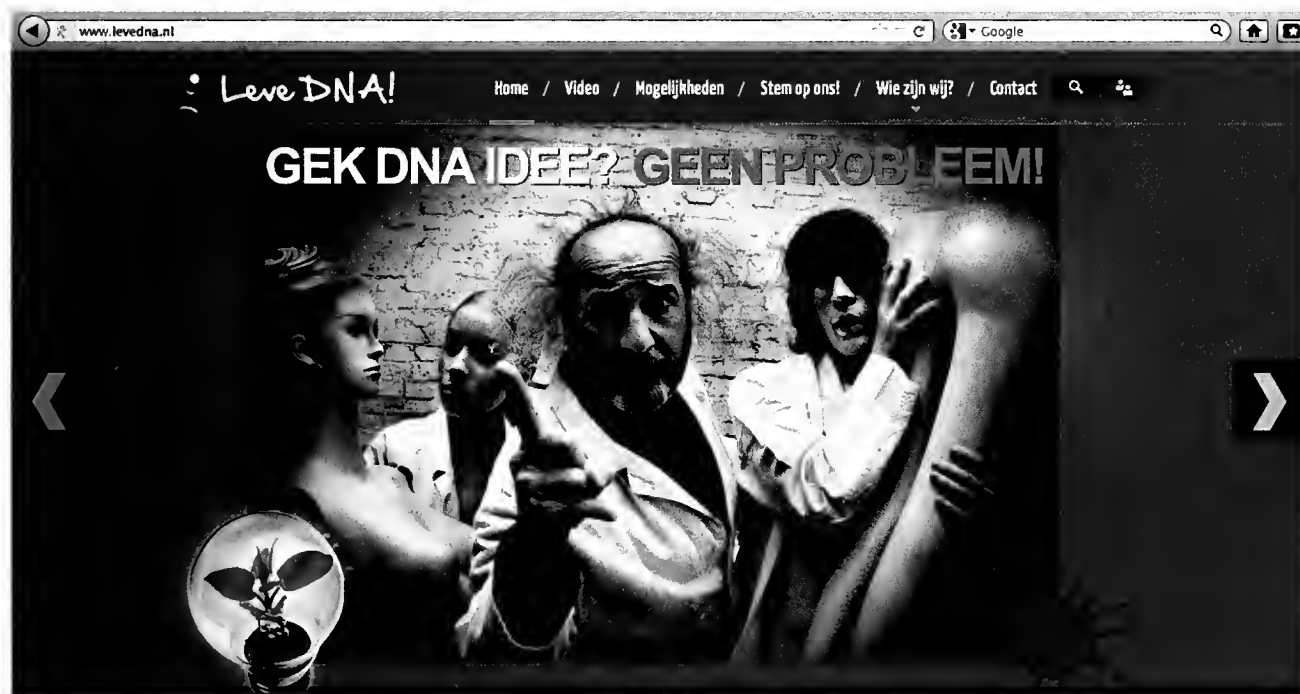 www.levedna.nl
Google
Leve DNA!
Home / Video / Mogelijkheden / Stem op ons! / Wie zijn wij? / Contact
GEK DNA IDEE? GEEN PROBLEEM!